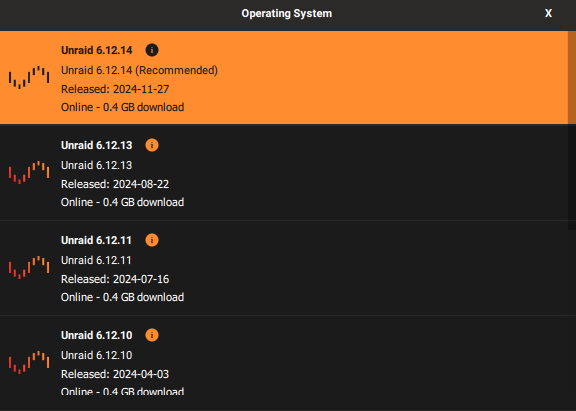 Operating System
X
Unraid 6.12.14 i
Unraid 6.12.14 (Recommended)
Released: 2024-11-27
Online - 0.4 GB download
Unraid 6.12.13 i
Unraid 6.12.13
Released: 2024-08-22
Online - 0.4 GB download
Unraid 6.12.11 i
Unraid 6.12.11
Released: 2024-07-16
Online - 0.4 GB download
Unraid 6.12.10 i
Unraid 6.12.10
Released: 2024-04-03
Online - 0.4 GB download